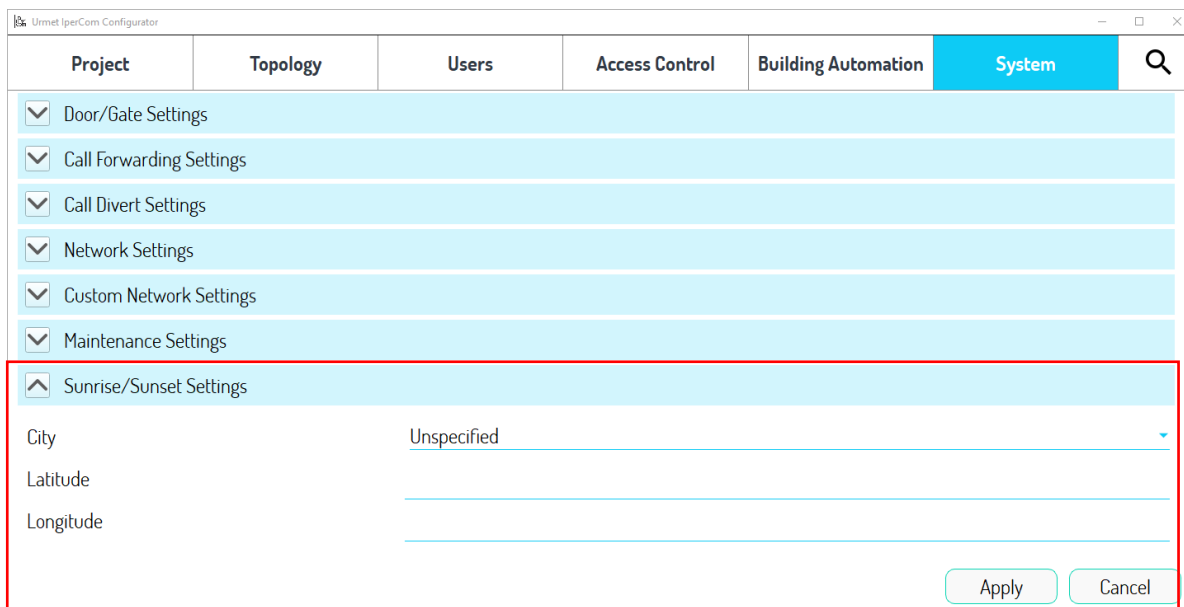 Urmet IperCom Configurator
Project Topology Users Access Control Building Automation System
Door/Gate Settings
Call Forwarding Settings
Call Divert Settings
Network Settings
Custom Network Settings
Maintenance Settings
Sunrise/Sunset Settings
City Unspecified
Latitude
Longitude
Apply Cancel